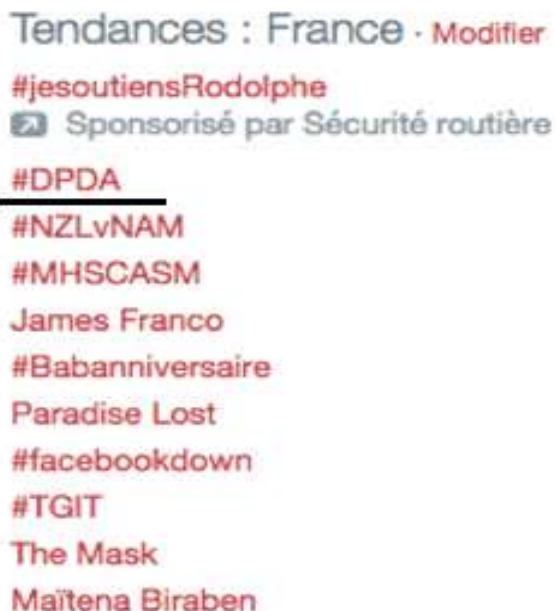 Tendances : France · Modifier
#jesoutiensRodolphe
Sponsorisé par Sécurité routière
#DPDA
#NZLvNAM
#MHSCASM
James Franco
#Babanniversaire
Paradise Lost
#facebookdown
#TGIT
The Mask
Maïtena Biraben